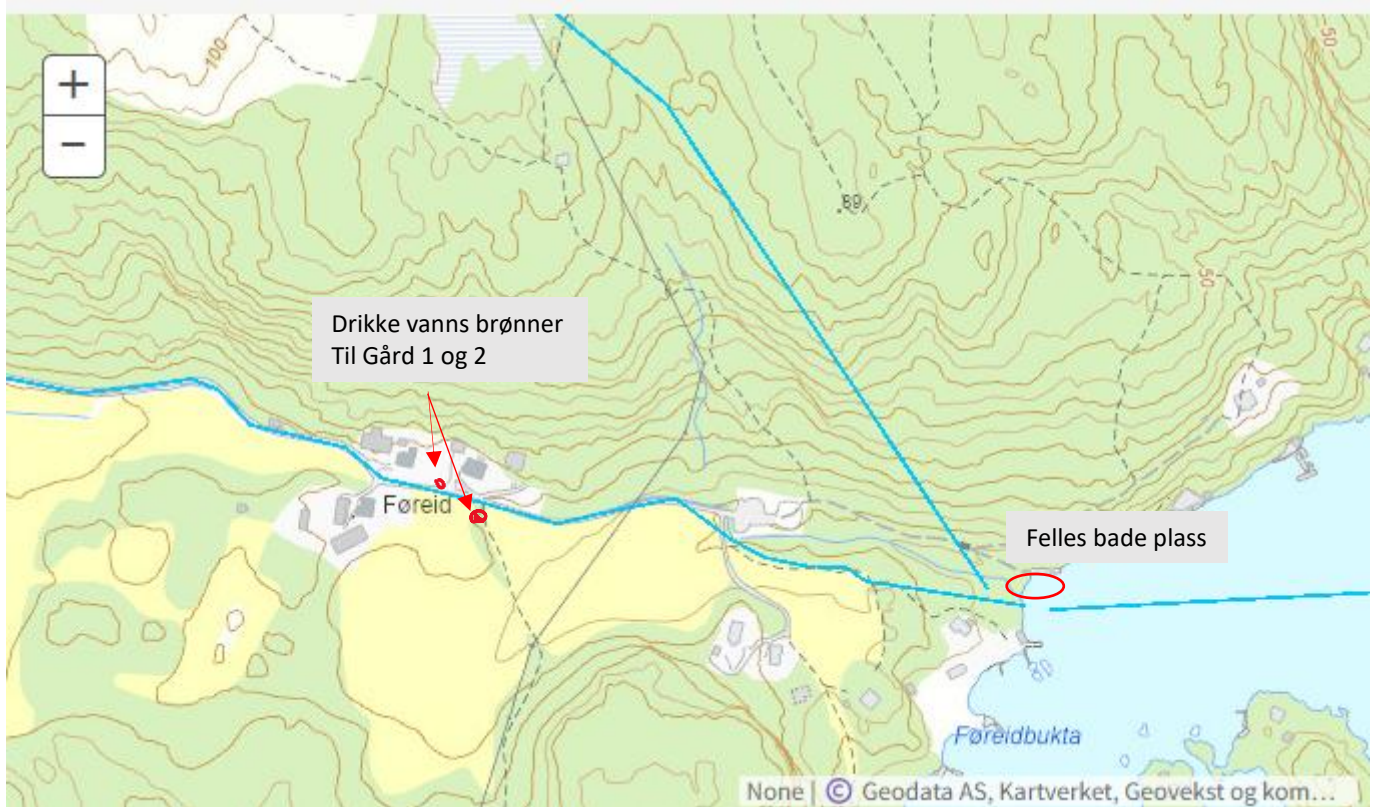 +
−
100
50
89
50
Drikke vanns brønner
Til Gård 1 og 2
Føreid
Felles bade plass
Føreidbukta
None | © Geodata AS, Kartverket, Geovekst og kom...